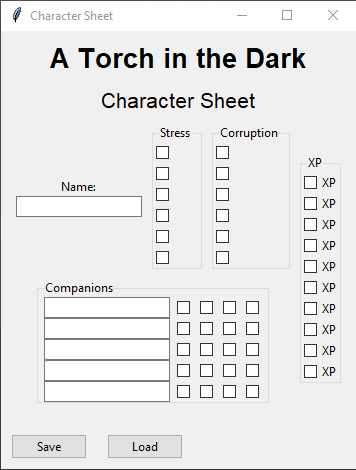 Character Sheet
A Torch in the Dark
Character Sheet
Stress
Corruption
XP
Name:
XP
XP
XP
XP
XP
XP
XP
XP
XP
XP
Companions
Save
Load